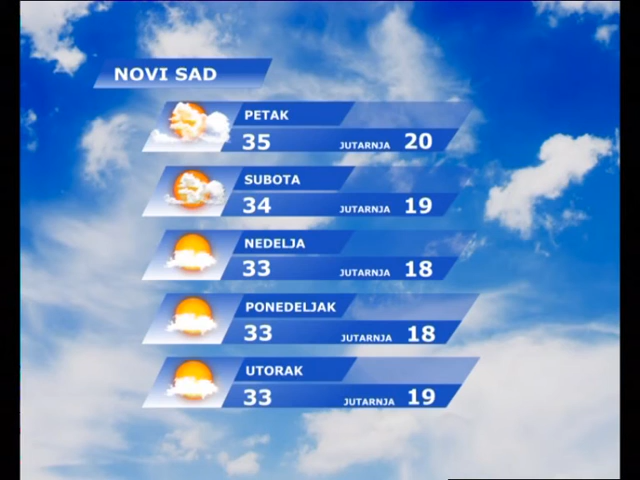 NOVI SAD
PETAK
35 JUTARNJA 20
SUBOTA
34 JUTARNJA 19
NEDELJA
33 JUTARNJA 18
PONEDELJAK
33 JUTARNJA 18
UTORAK
33 JUTARNJA 19